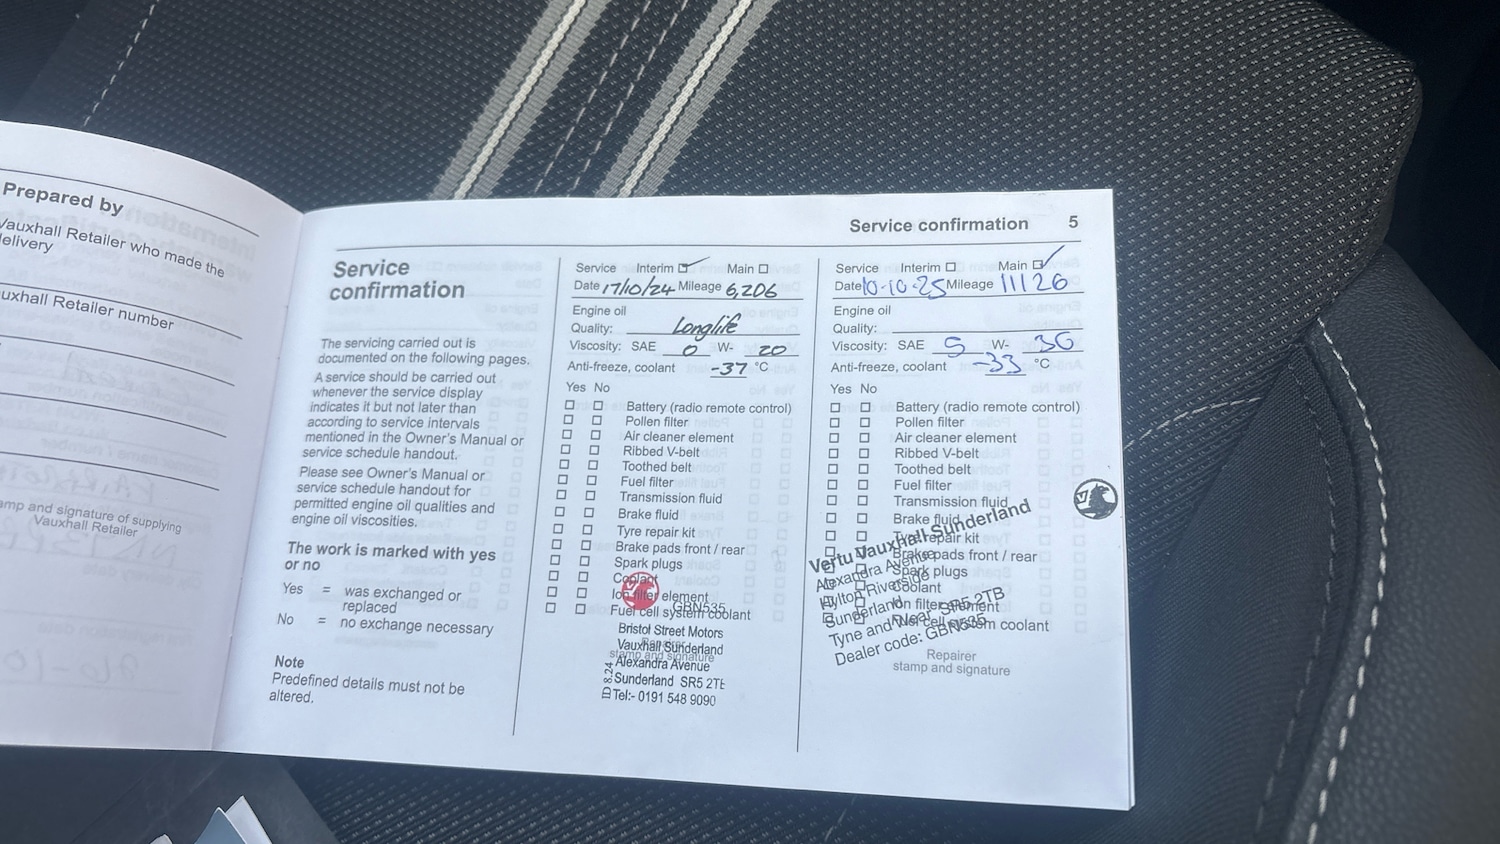 Prepared by
Vauxhall Retailer who made the
delivery
Vauxhall Retailer number
stamp and signature of supplying
Vauxhall Retailer
Service confirmation 5
Service
confirmation
The servicing carried out is
documented on the following pages.
A service should be carried out
whenever the service display
indicates it but not later than
according to service intervals
mentioned in the Owner's Manual or
service schedule handout.
Please see Owner's Manual or
service schedule handout for
permitted engine oil qualities and
engine oil viscosities.
The work is marked with yes
or no
Yes = was exchanged or
replaced
No = no exchange necessary
Note
Predefined details must not be
altered.
Service Interim Main
Date 17/10/24 Mileage 6,206
Engine oil
Quality: Longlife
Viscosity: SAE 0 W- 20
Anti-freeze, coolant -37 °C
Yes No
Battery (radio remote control)
Pollen filter
Air cleaner element
Ribbed V-belt
Toothed belt
Fuel filter
Transmission fluid
Brake fluid
Tyre repair kit
Brake pads front / rear
Spark plugs
Coolant
Ion filter element
Fuel cell system coolant
GBN535
Bristol Street Motors
Vauxhall Sunderland
Repairer
stamp and signature
Alexandra Avenue
Sunderland SR5 2TE
Tel:- 0191 548 9090
ID 8.24
Service Interim Main
Date 10-10-25 Mileage 11126
Engine oil
Quality:
Viscosity: SAE 5 W- 30
Anti-freeze, coolant -33 °C
Yes No
Battery (radio remote control)
Pollen filter
Air cleaner element
Ribbed V-belt
Toothed belt
Fuel filter
Transmission fluid
Brake fluid
Tyre repair kit
Brake pads front / rear
Spark plugs
Coolant
Ion filter element
Fuel cell system coolant
Vertu Vauxhall Sunderland
Alexandra Avenue
Hylton Riverside
Sunderland
Tyne and Wear SR5 2TB
Dealer code: GBN535
Repairer
stamp and signature